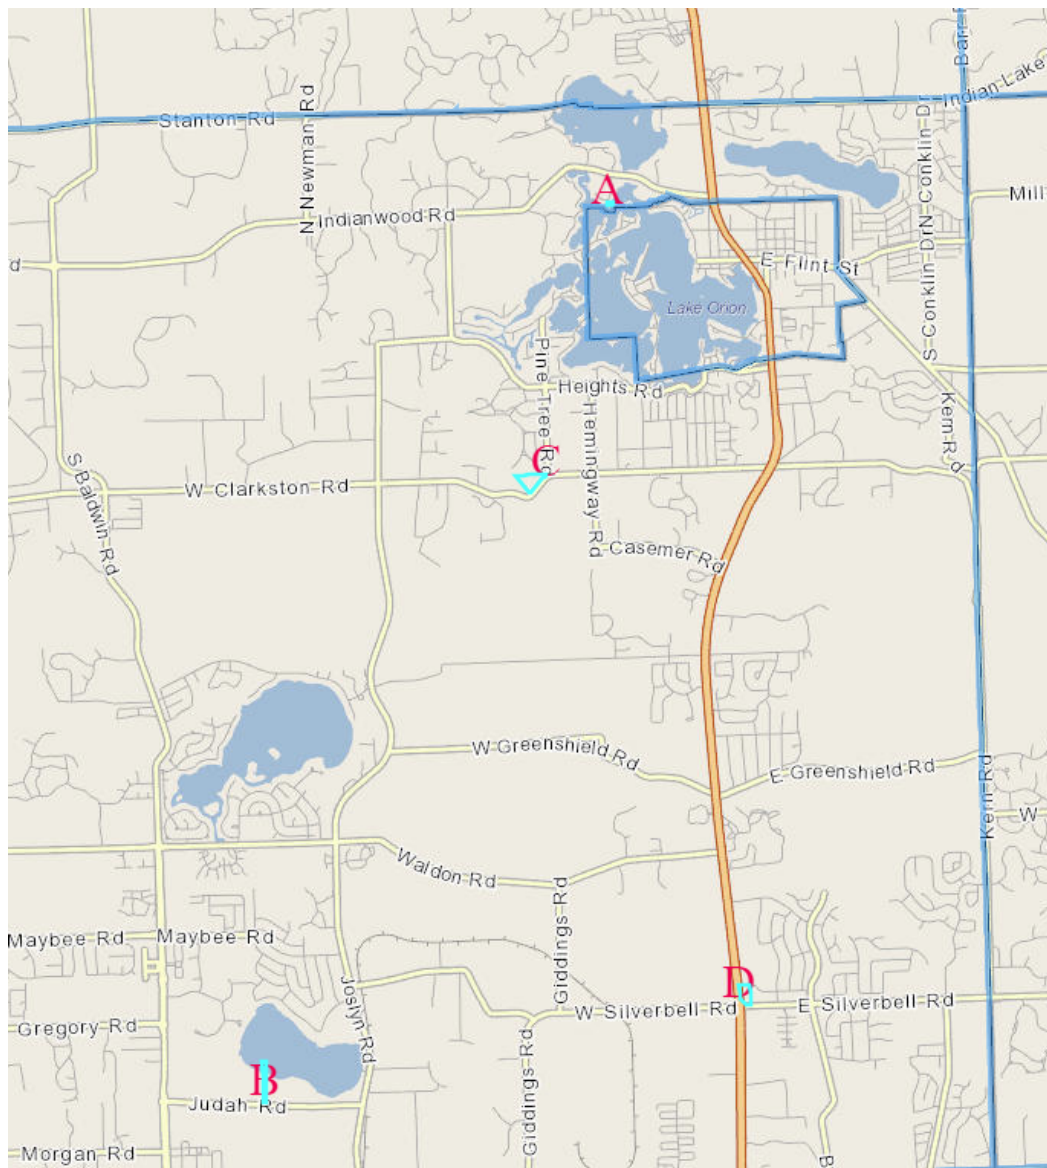 Barr
Indian Lake
Stanton Rd
N Newman Rd
N Conklin Dr
Mill
A
Indianwood Rd
E Flint St
d
Lake Orion
S Conklin Dr
Pine Tree Rd
Heights Rd
Hemingway Rd
Kern Rd
C
S Baldwin Rd
W Clarkston Rd
Casemer Rd
W Greenshield Rd
E Greenshield Rd
Kern Rd
W
Waldon Rd
Giddings Rd
Maybee Rd
Maybee Rd
D
Joslyn Rd
W Silverbell Rd
E Silverbell Rd
Gregory Rd
Giddings Rd
B
Judah Rd
Morgan Rd
B